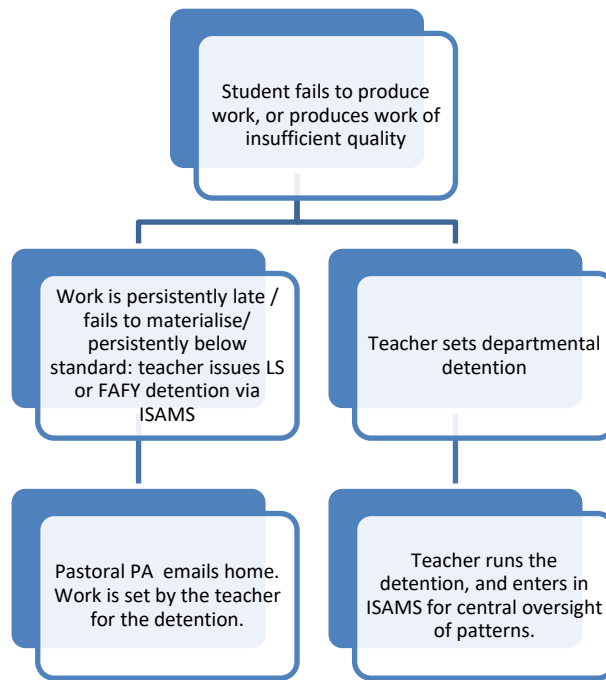 Student fails to produce
work, or produces work of
insufficient quality
Work is persistently late /
fails to materialise/
persistently below
standard: teacher issues LS
or FAFY detention via
ISAMS
Teacher sets departmental
detention
Pastoral PA  emails home.
Work is set by the teacher
for the detention.
Teacher runs the
detention, and enters in
ISAMS for central oversight
of patterns.